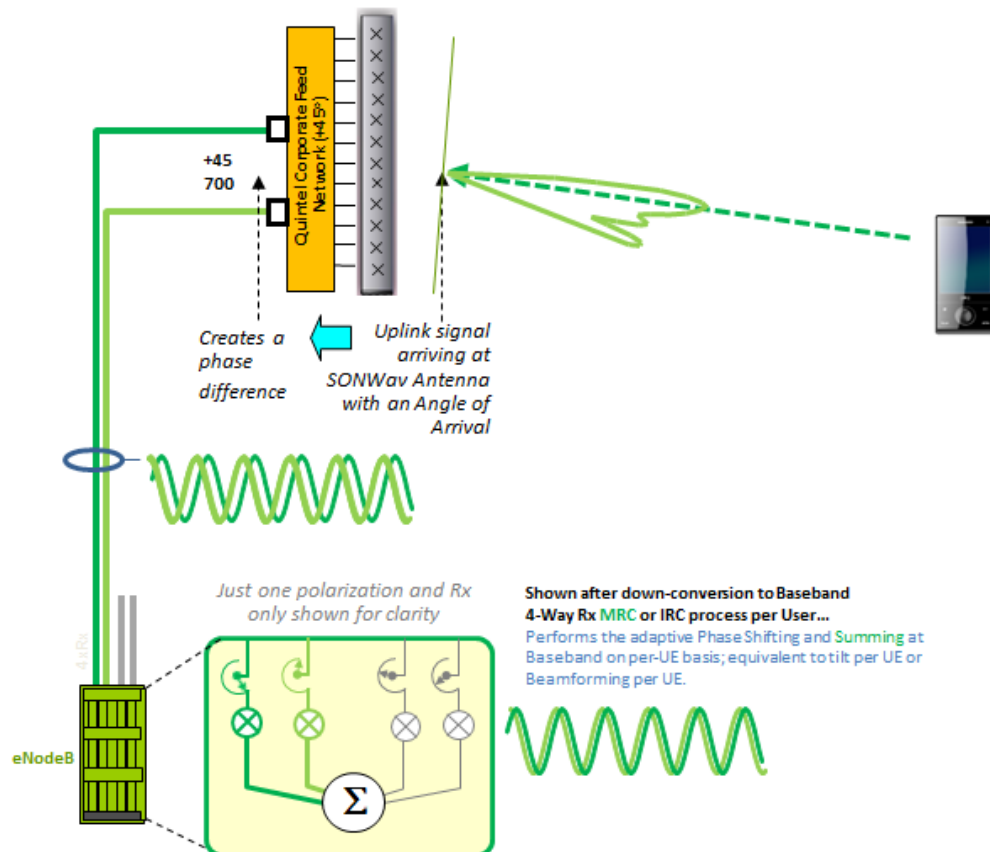 Quintel Corporate Feed
Network (+45°)
+45
700
Creates a
phase
difference
Uplink signal
arriving at
SONWav Antenna
with an Angle of
Arrival
Just one polarization and Rx
only shown for clarity
Shown after down-conversion to Baseband
4-Way Rx MRC or IRC process per User...
Performs the adaptive Phase Shifting and Summing at
Baseband on per-UE basis; equivalent to tilt per UE or
Beamforming per UE.
4xRx
eNodeB
Σ